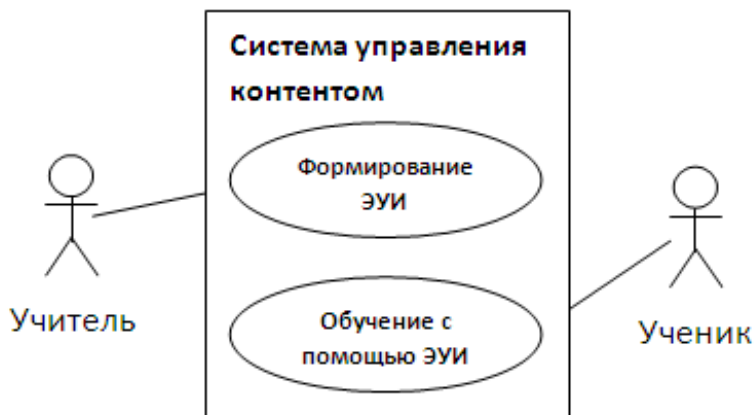 Система управления
контентом
Формирование
ЭУИ
Учитель
Обучение с
помощью ЭУИ
Ученик